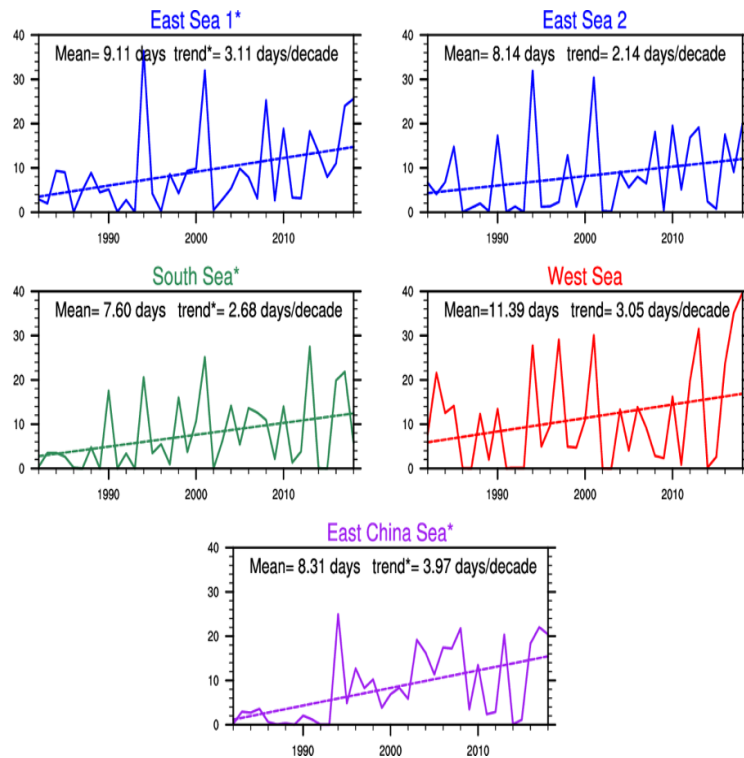 East Sea 1*
Mean= 9.11 days trend*= 3.11 days/decade
40
30
20
10
0
1990 2000 2010
East Sea 2
Mean= 8.14 days trend= 2.14 days/decade
40
30
20
10
0
1990 2000 2010
South Sea*
Mean= 7.60 days trend*= 2.68 days/decade
40
30
20
10
0
1990 2000 2010
West Sea
Mean=11.39 days trend= 3.05 days/decade
40
30
20
10
0
1990 2000 2010
East China Sea*
Mean= 8.31 days trend*= 3.97 days/decade
40
30
20
10
0
1990 2000 2010